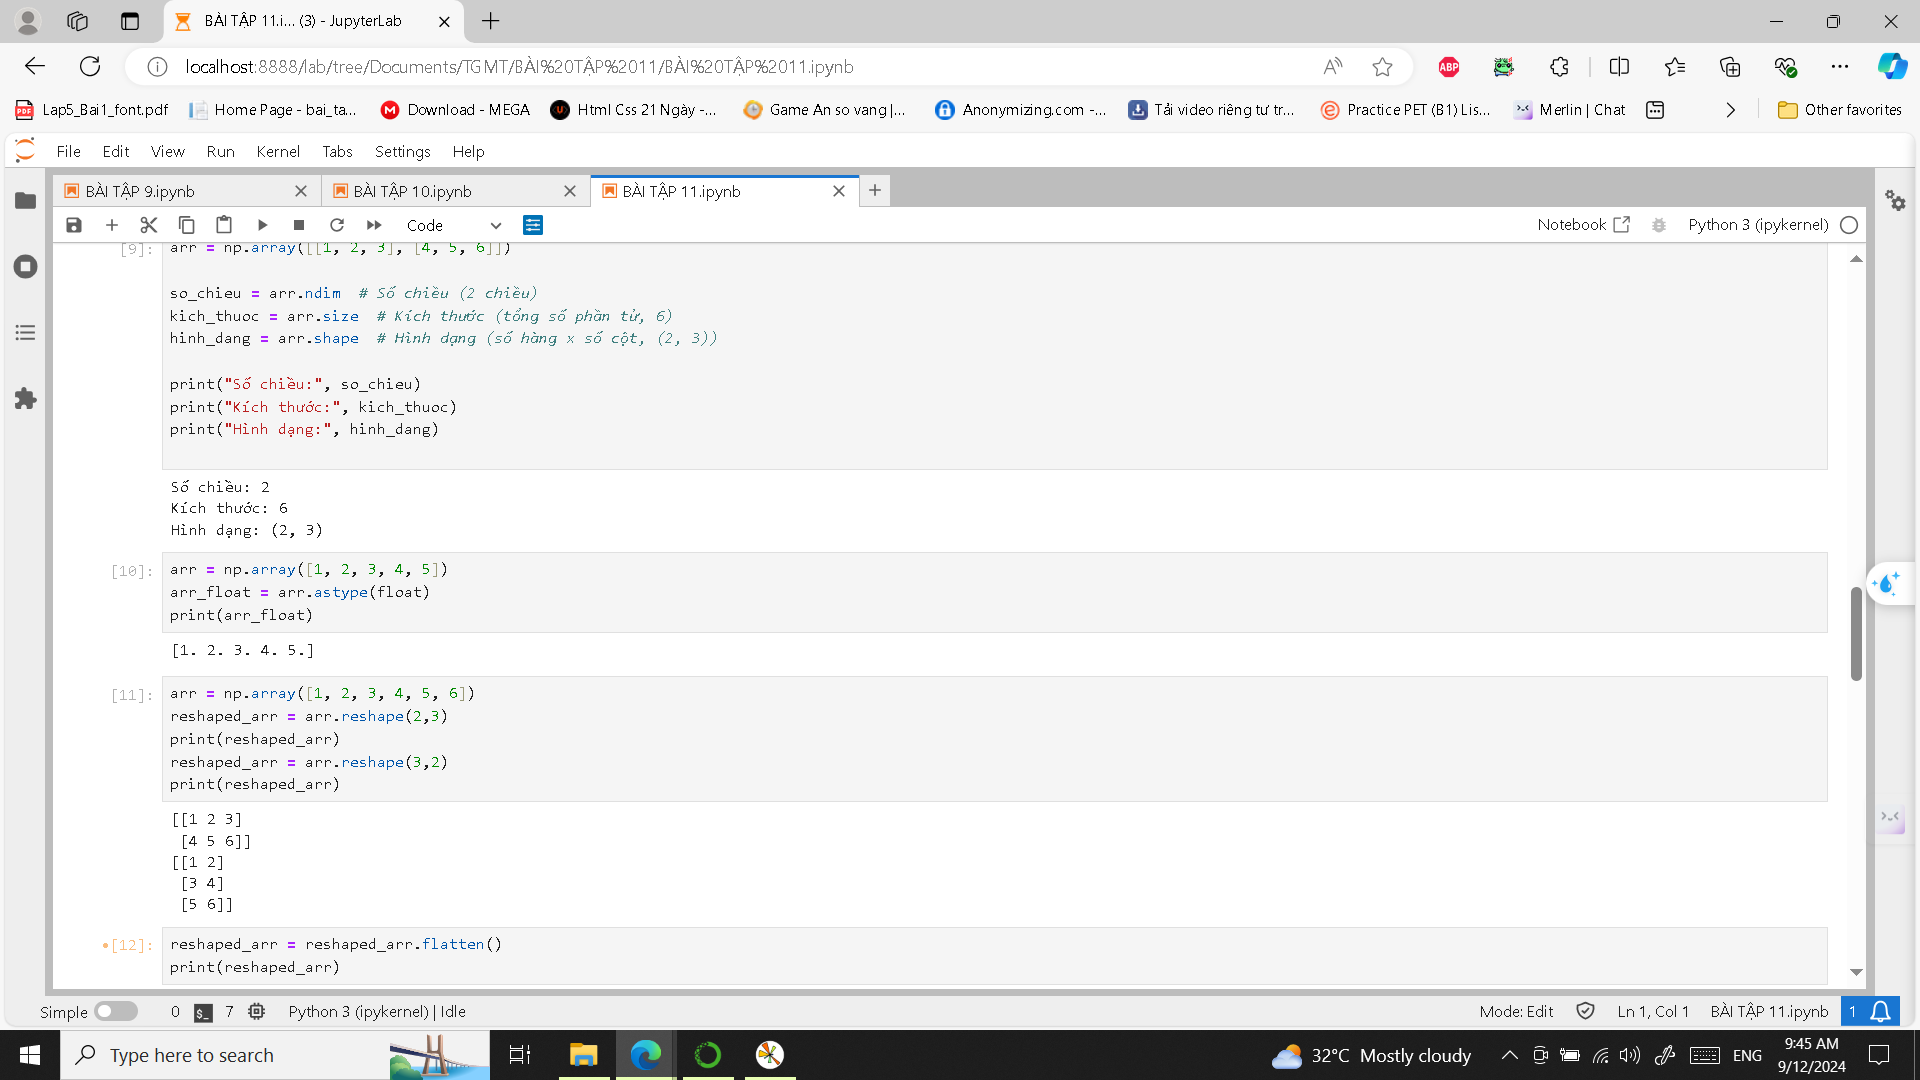 BÀI TẬP 11.i... (3) - JupyterLab
localhost:8888/lab/tree/Documents/TGMT/BÀI%20TẬP%2011/BÀI%20TẬP%2011.ipynb
ABP
PDF Lap5_Bai1_font.pdf Home Page - bai_ta... Download - MEGA Html Css 21 Ngày -... Game An so vang |... Anonymizing.com -... Tải video riêng tư tr... Practice PET (B1) Lis... Merlin | Chat Other favorites
File Edit View Run Kernel Tabs Settings Help
BÀI TẬP 9.ipynb BÀI TẬP 10.ipynb BÀI TẬP 11.ipynb
Code Notebook Python 3 (ipykernel)
[9]: arr = np.array([[1, 2, 3], [4, 5, 6]])
so_chieu = arr.ndim  # Số chiều (2 chiều)
kich_thuoc = arr.size  # Kích thước (tổng số phần tử, 6)
hinh_dang = arr.shape  # Hình dạng (số hàng x số cột, (2, 3))
print("Số chiều:", so_chieu)
print("Kích thước:", kich_thuoc)
print("Hình dạng:", hinh_dang)
Số chiều: 2
Kích thước: 6
Hình dạng: (2, 3)
[10]: arr = np.array([1, 2, 3, 4, 5])
arr_float = arr.astype(float)
print(arr_float)
[1. 2. 3. 4. 5.]
[11]: arr = np.array([1, 2, 3, 4, 5, 6])
reshaped_arr = arr.reshape(2,3)
print(reshaped_arr)
reshaped_arr = arr.reshape(3,2)
print(reshaped_arr)
[[1 2 3]
[4 5 6]]
[[1 2]
[3 4]
[5 6]]
•[12]: reshaped_arr = reshaped_arr.flatten()
print(reshaped_arr)
Simple 0 $_ 7 Python 3 (ipykernel) | Idle Mode: Edit Ln 1, Col 1 BÀI TẬP 11.ipynb 1
Type here to search 32°C Mostly cloudy ENG 9:45 AM
9/12/2024